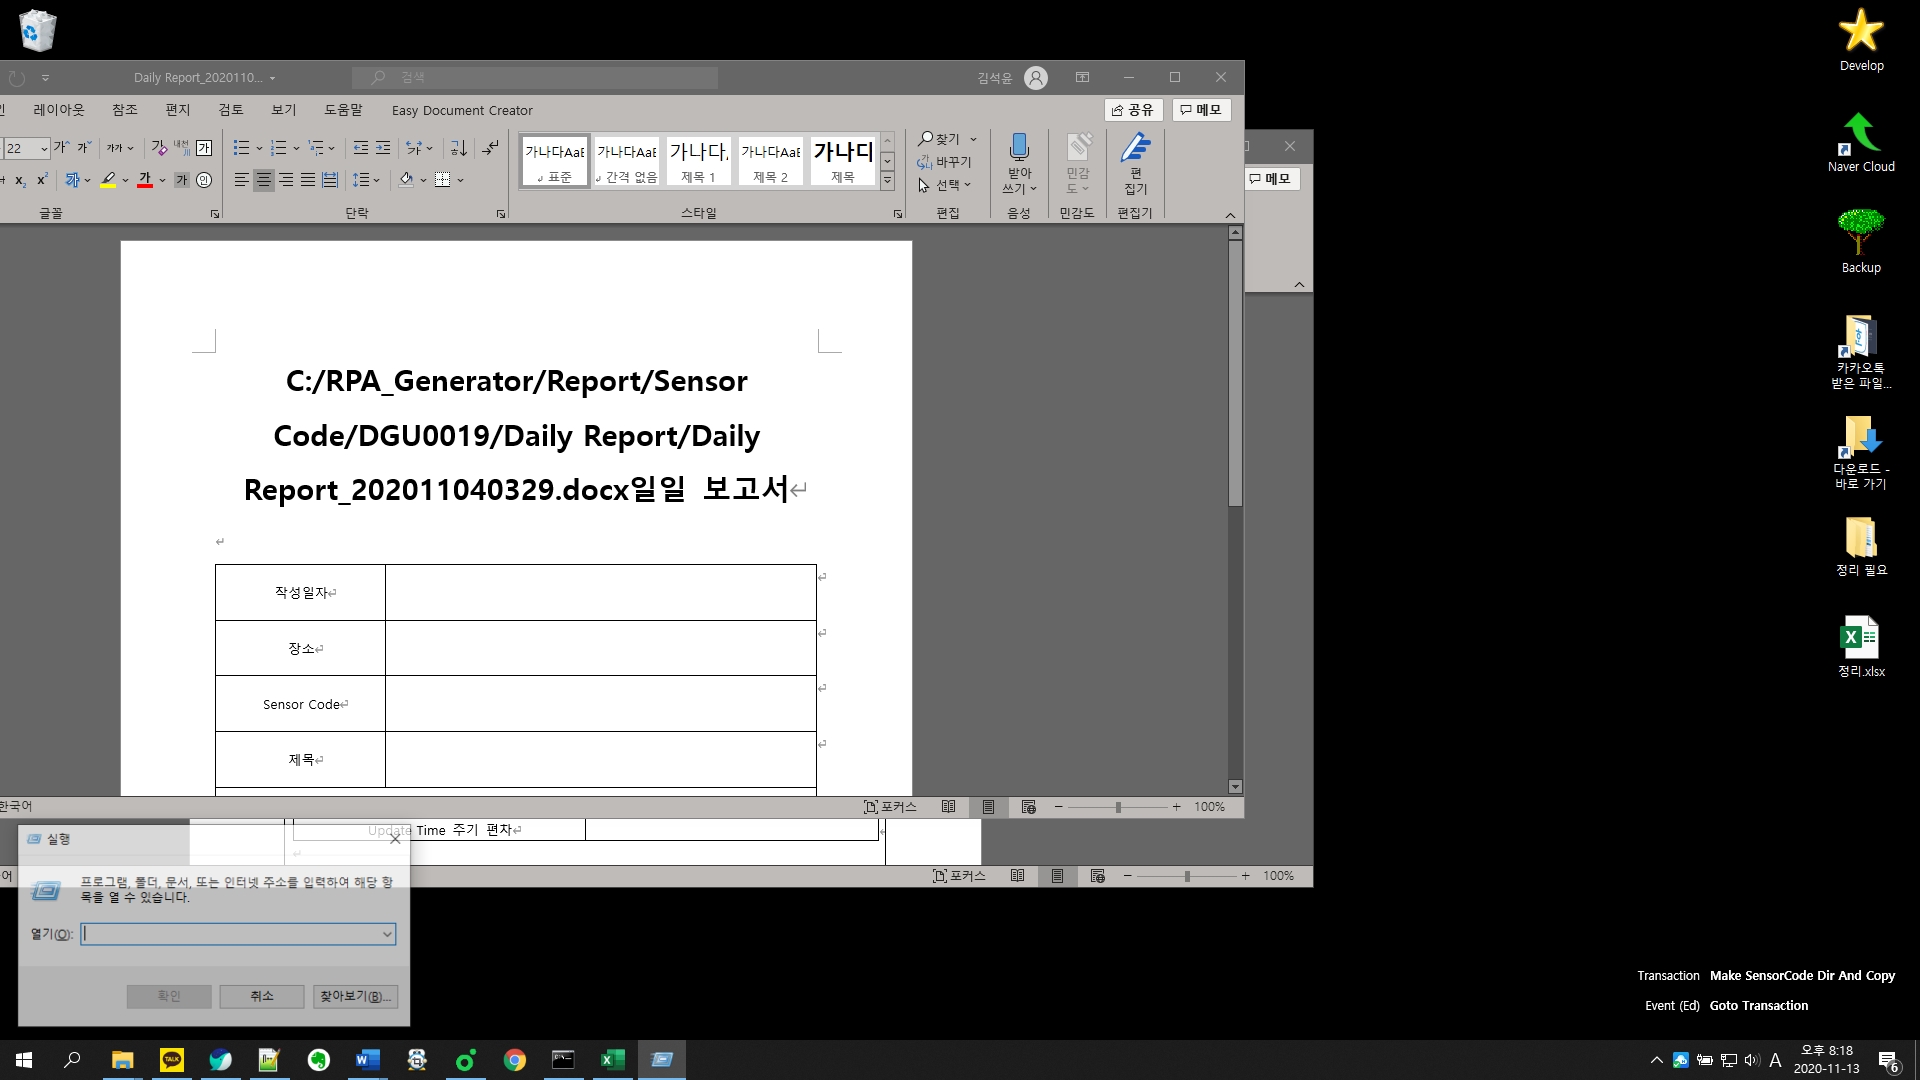 Daily Report_2020110...
검색
김석윤
레이아웃
참조
편지
검토
보기
도움말
Easy Document Creator
공유
메모
22
가나다AaB
표준
가나다AaB
간격 없음
가나다,
제목 1
가나다AaB
제목 2
가나디
제목
찾기
바꾸기
선택
받아
쓰기
민감
도
편
집기
글꼴
단락
스타일
편집
음성
민감도
편집기
메모
C:/RPA_Generator/Report/Sensor
Code/DGU0019/Daily Report/Daily
Report_202011040329.docx일일 보고서
작성일자
장소
Sensor Code
제목
한국어
포커스
100%
Update Time 주기 편차
어
포커스
100%
실행
프로그램, 폴더, 문서, 또는 인터넷 주소를 입력하여 해당 항
목을 열 수 있습니다.
열기(O):
확인
취소
찾아보기(B)...
Develop
Naver Cloud
Backup
카카오톡
받은 파일...
다운로드 -
바로 가기
정리 필요
정리.xlsx
Transaction Make SensorCode Dir And Copy
Event (Ed) Goto Transaction
TALK
A
오후 8:18
2020-11-13
6